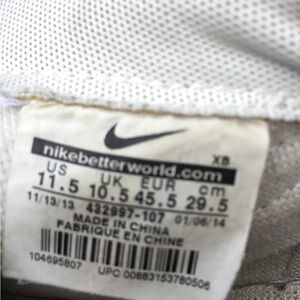 XB
nikebetterworld.com
US UK EUR cm
11.5 10.5 45.5 29.5
11/13/13 432997-107 01/06/14
MADE IN CHINA
FABRIQUE EN CHINE
104695807
UPC 00883153780506